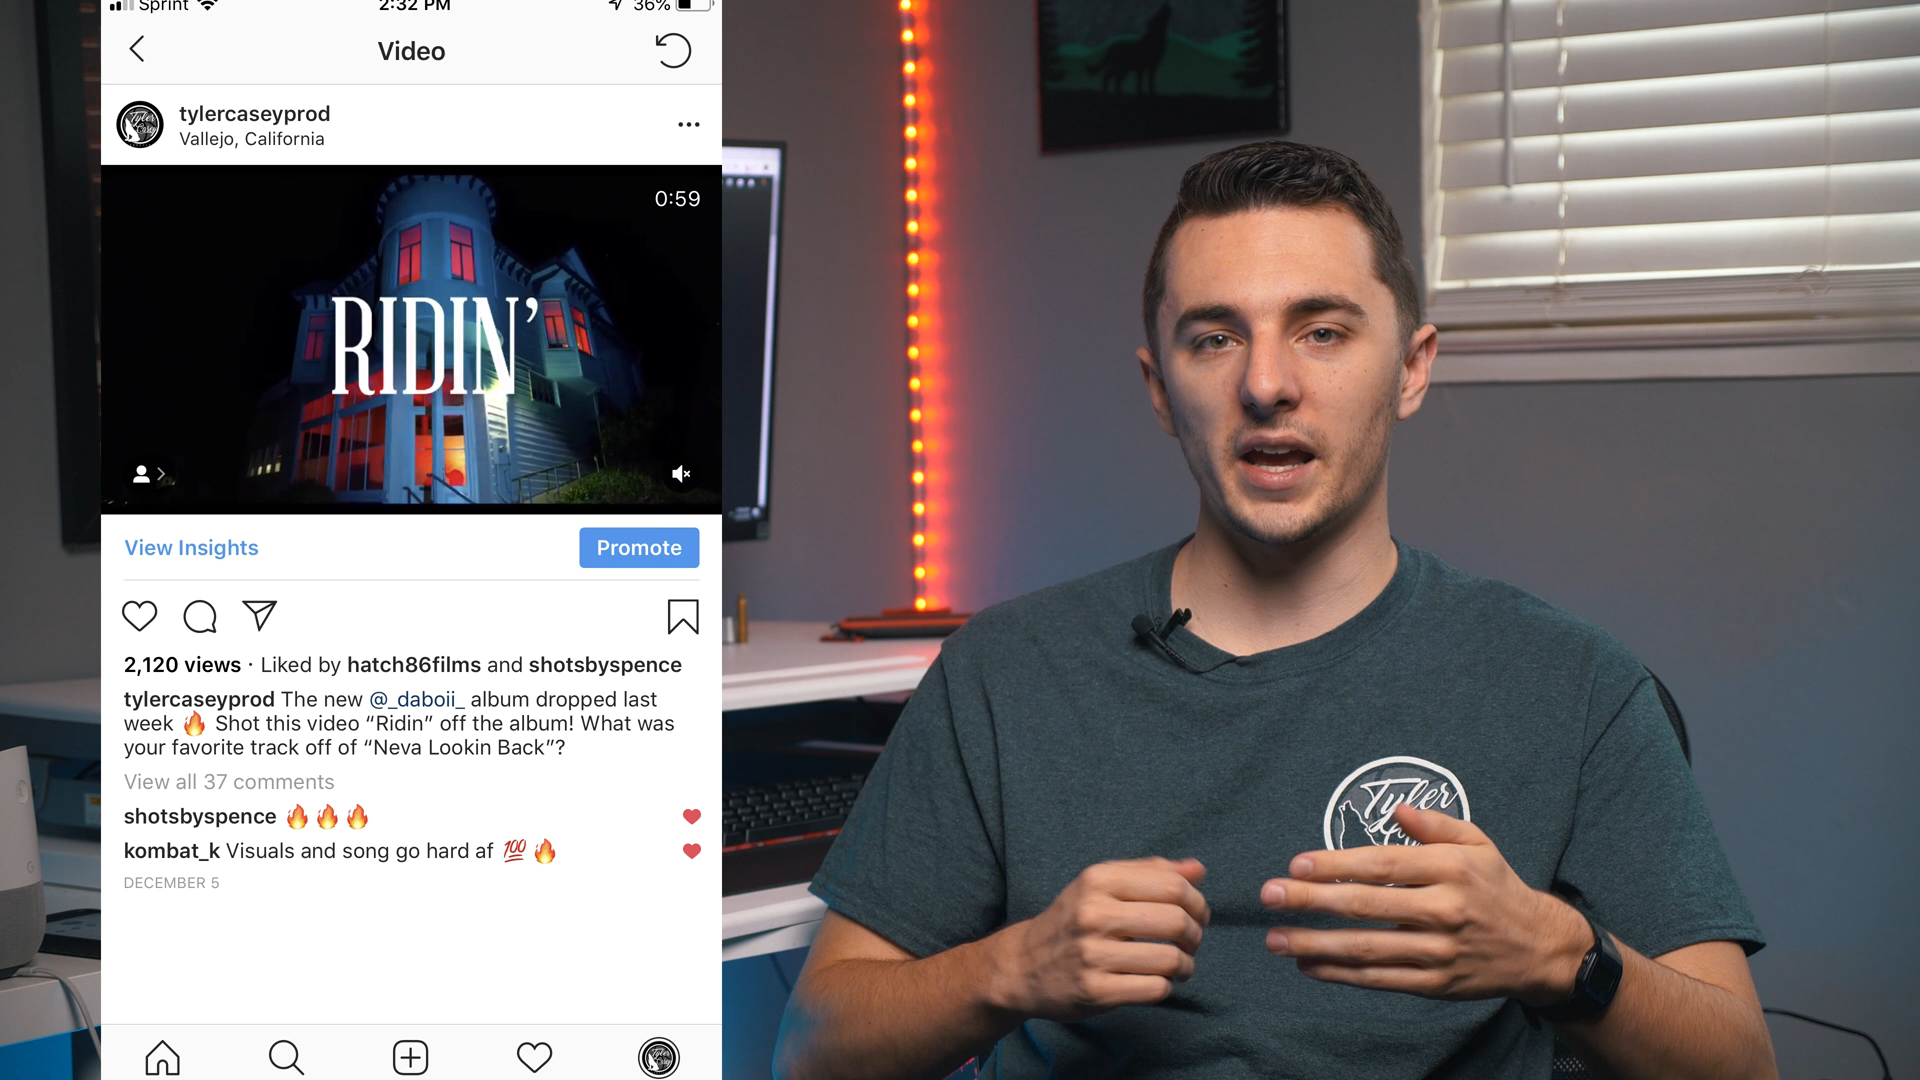 Sprint 2:32 PM 36%
Video
tylercaseyprod
Vallejo, California
0:59
RIDIN’
View Insights
Promote
2,120 views · Liked by hatch86films and shotsbyspence
tylercaseyprod The new @_daboii_ album dropped last
week 🔥 Shot this video “Ridin” off the album! What was
your favorite track off of “Neva Lookin Back”?
View all 37 comments
shotsbyspence 🔥🔥🔥
kombat_k Visuals and song go hard af 💯🔥
DECEMBER 5
Tyler